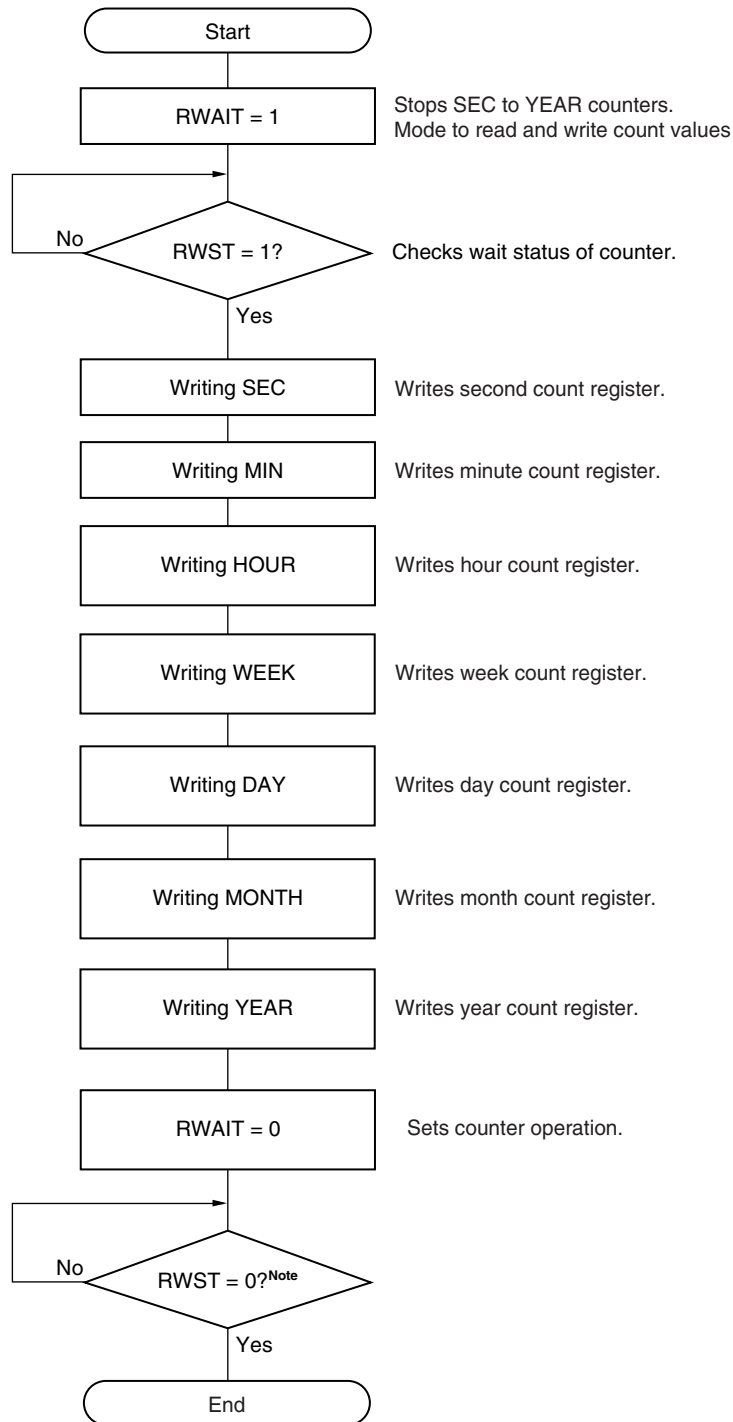 Start
RWAIT = 1
Stops SEC to YEAR counters.
Mode to read and write count values
No
RWST = 1?
Checks wait status of counter.
Yes
Writing SEC
Writes second count register.
Writing MIN
Writes minute count register.
Writing HOUR
Writes hour count register.
Writing WEEK
Writes week count register.
Writing DAY
Writes day count register.
Writing MONTH
Writes month count register.
Writing YEAR
Writes year count register.
RWAIT = 0
Sets counter operation.
No
RWST = 0?Note
Yes
End